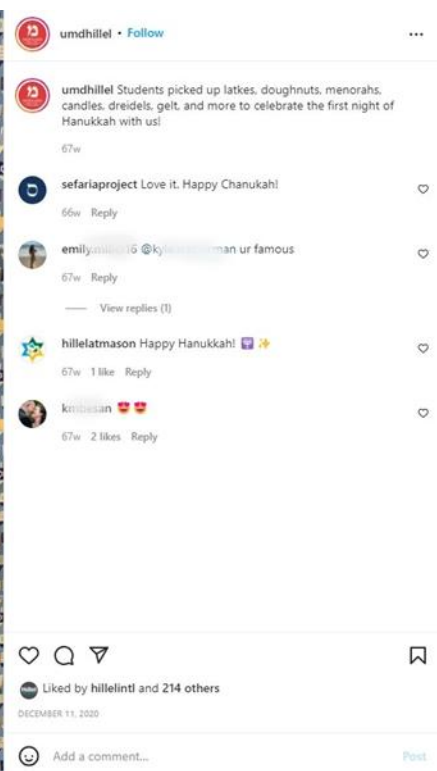 umdhillel • Follow
umdhillel Students picked up latkes, doughnuts, menorahs,
candles, dreidels, gelt, and more to celebrate the first night of
Hanukkah with us!
67w
sefariaproject Love it. Happy Chanukah!
66w Reply
ur famous
67w Reply
View replies (1)
hillelatmason Happy Hanukkah! 🕎 ✨
67w 1 like Reply
😍 😍
67w 2 likes Reply
Liked by hillelintl and 214 others
DECEMBER 11, 2020
Add a comment... Post